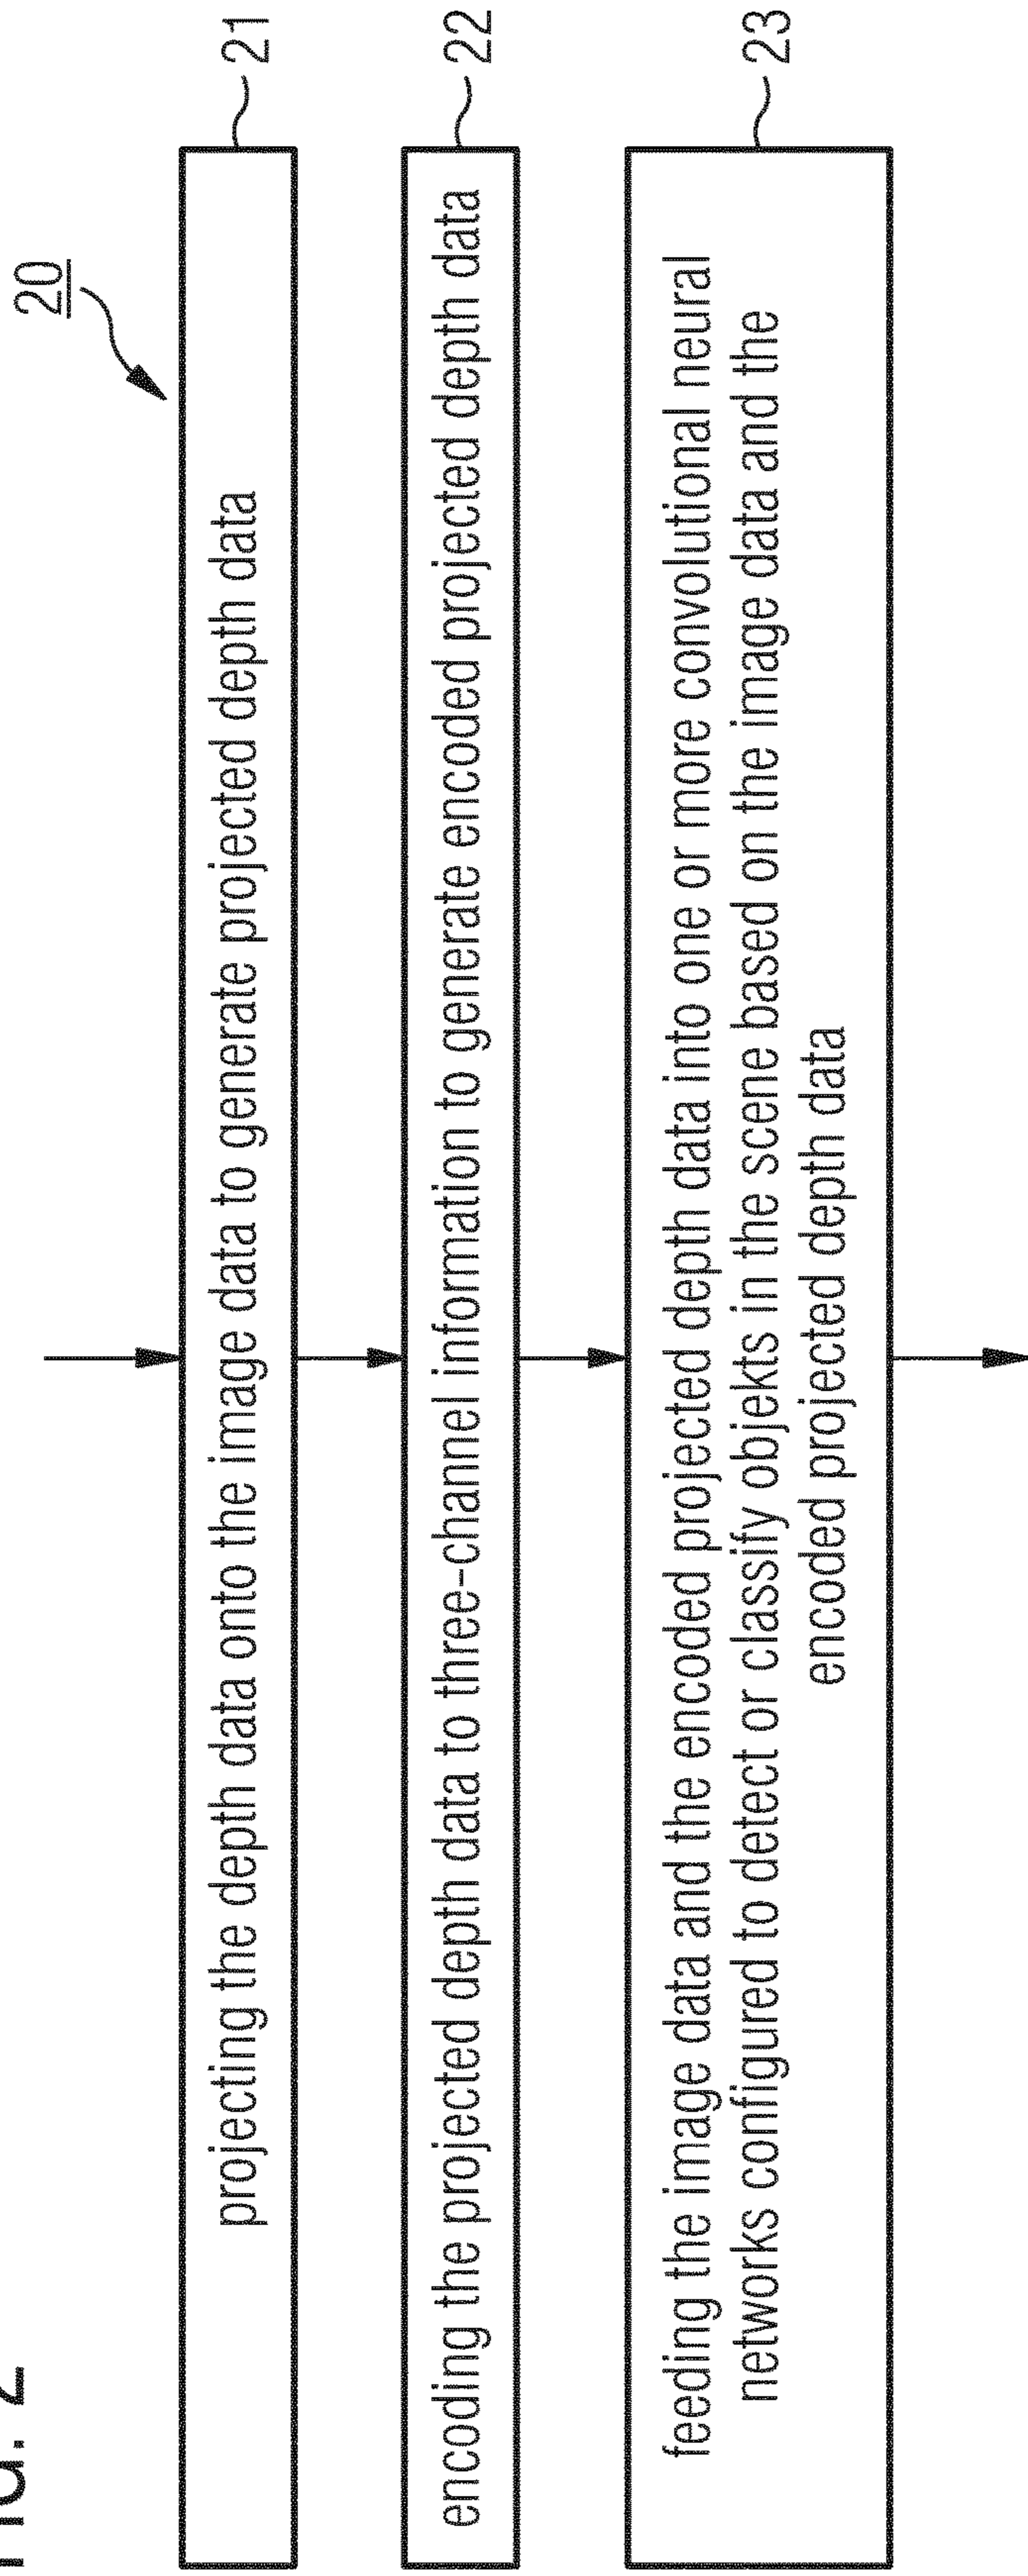 FIG. 2
20
projecting the depth data onto the image data to generate projected depth data
21
encoding the projected depth data to three-channel information to generate encoded projected depth data
22
feeding the image data and the encoded projected depth data into one or more convolutional neural
networks configured to detect or classify objekts in the scene based on the image data and the
encoded projected depth data
23